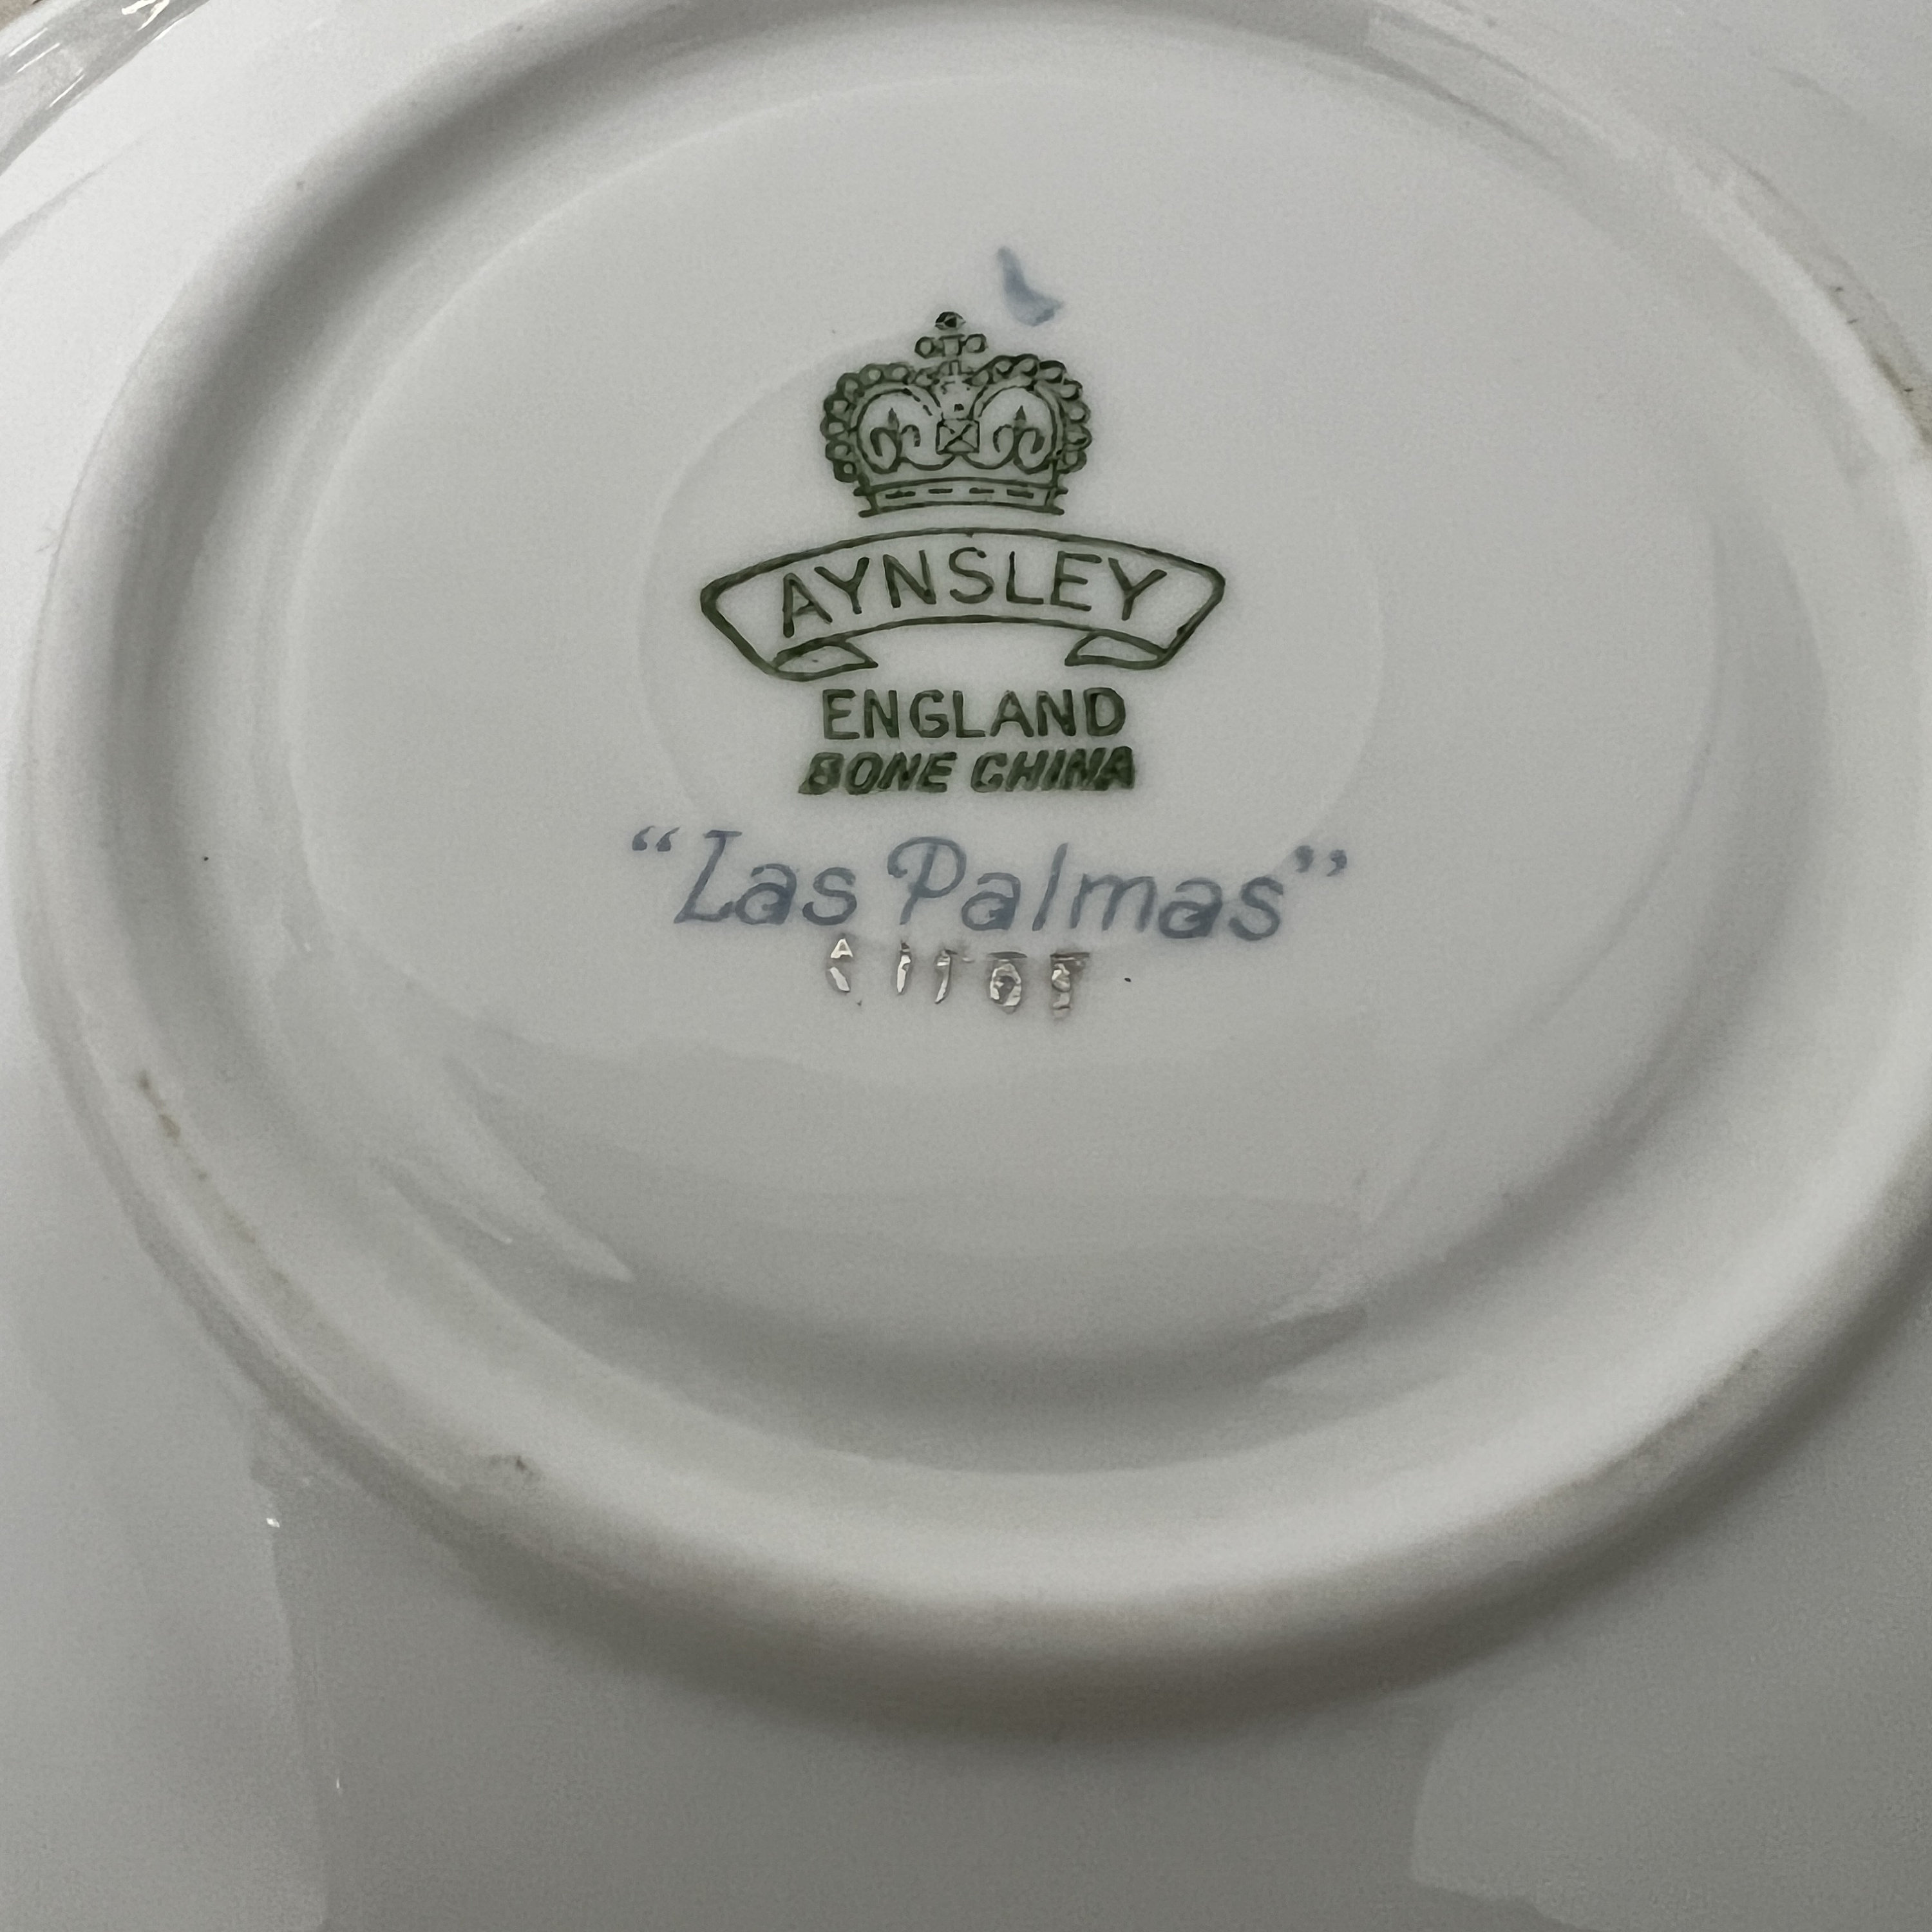 AYNSLEY
ENGLAND
BONE CHINA
“Las Palmas”